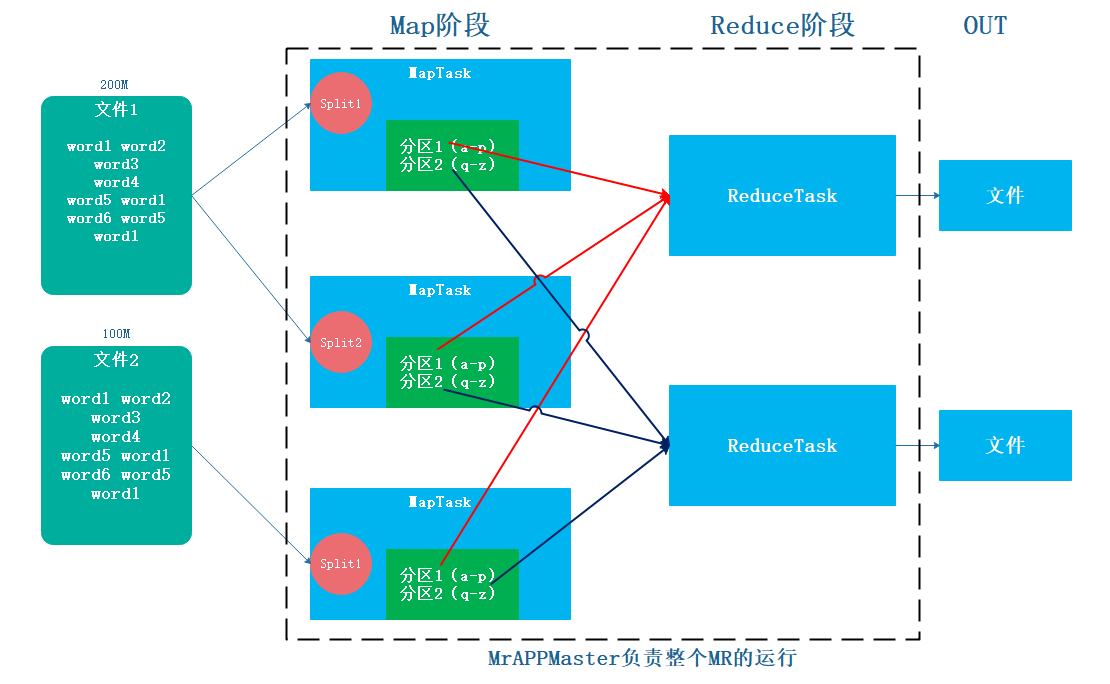 Map阶段
Reduce阶段
OUT
200M
文件1
word1 word2
word3
word4
word5 word1
word6 word5
word1
100M
文件2
word1 word2
word3
word4
word5 word1
word6 word5
word1
MapTask
Split1
分区1（a-p）
分区2（q-z）
MapTask
Split2
分区1（a-p）
分区2（q-z）
MapTask
Split1
分区1（a-p）
分区2（q-z）
ReduceTask
文件
ReduceTask
文件
MrAPPMaster负责整个MR的运行